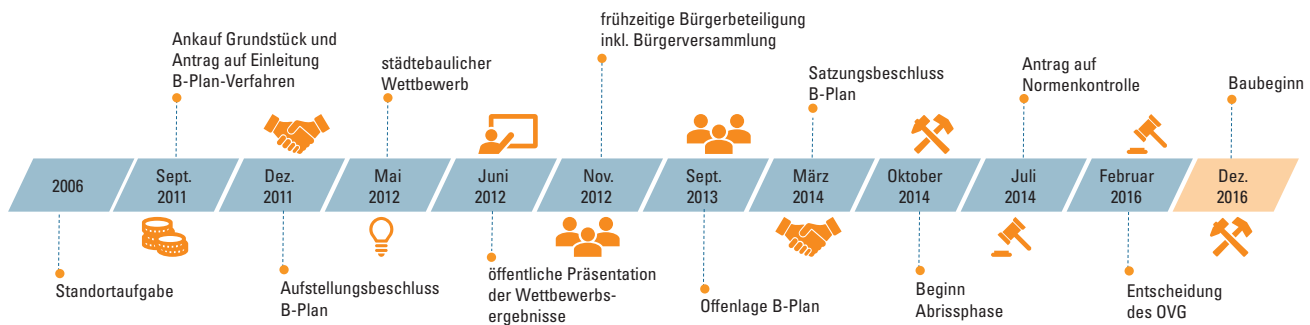 Ankauf Grundstück und
Antrag auf Einleitung
B-Plan-Verfahren
städtebaulicher
Wettbewerb
frühzeitige Bürgerbeteiligung
inkl. Bürgerversammlung
Satzungsbeschluss
B-Plan
Antrag auf
Normenkontrolle
Baubeginn
2006
Sept.
2011
Dez.
2011
Mai
2012
Juni
2012
Nov.
2012
Sept.
2013
März
2014
Oktober
2014
Juli
2014
Februar
2016
Dez.
2016
Standortaufgabe
Aufstellungsbeschluss
B-Plan
öffentliche Präsentation
der Wettbewerbs-
ergebnisse
Offenlage B-Plan
Beginn
Abrissphase
Entscheidung
des OVG